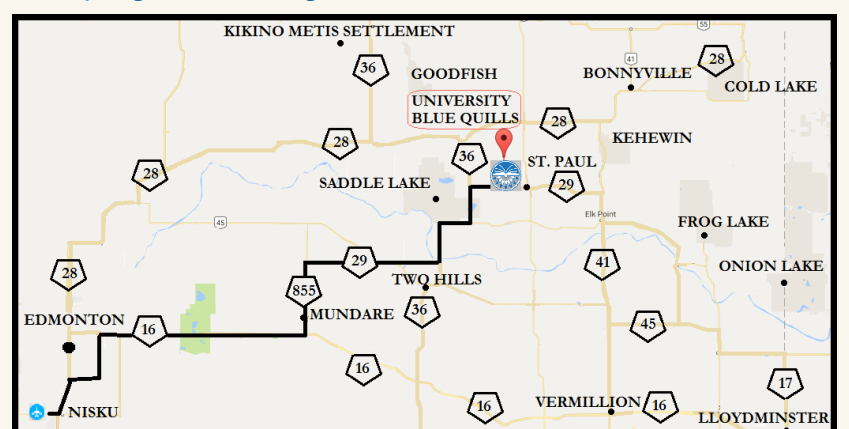 55
KIKINO METIS SETTLEMENT
41
28
36
GOODFISH
BONNYVILLE
COLD LAKE
UNIVERSITY
BLUE QUILLS
28
28
KEHEWIN
36
ST. PAUL
28
SADDLE LAKE
29
45
Elk Point
FROG LAKE
29
41
28
ONION LAKE
855
TWO HILLS
36
MUNDARE
EDMONTON
16
45
16
17
16
VERMILLION
16
NISKU
LLOYDMINSTER